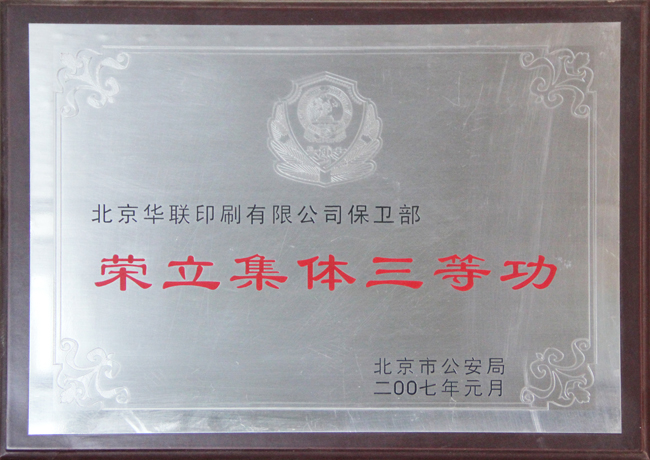 北京华联印刷有限公司保卫部
荣立集体三等功
北京市公安局
二00七年元月